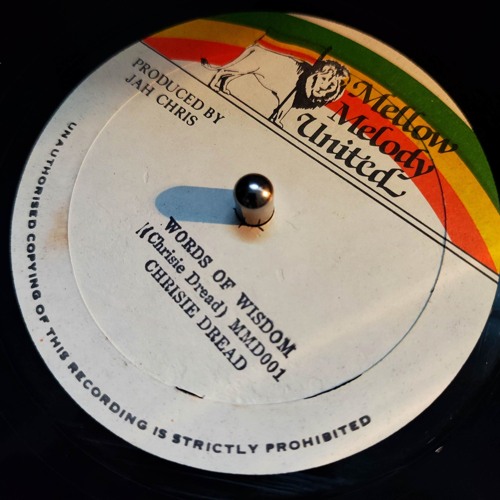 Mellow
Melody
United
PRODUCED BY
JAH CHRIS
WORDS OF WISDOM
(Chrisie Dread) MMD001
CHRISIE DREAD
UNAUTHORISED COPYING OF THIS RECORDING IS STRICTLY PROHIBITED